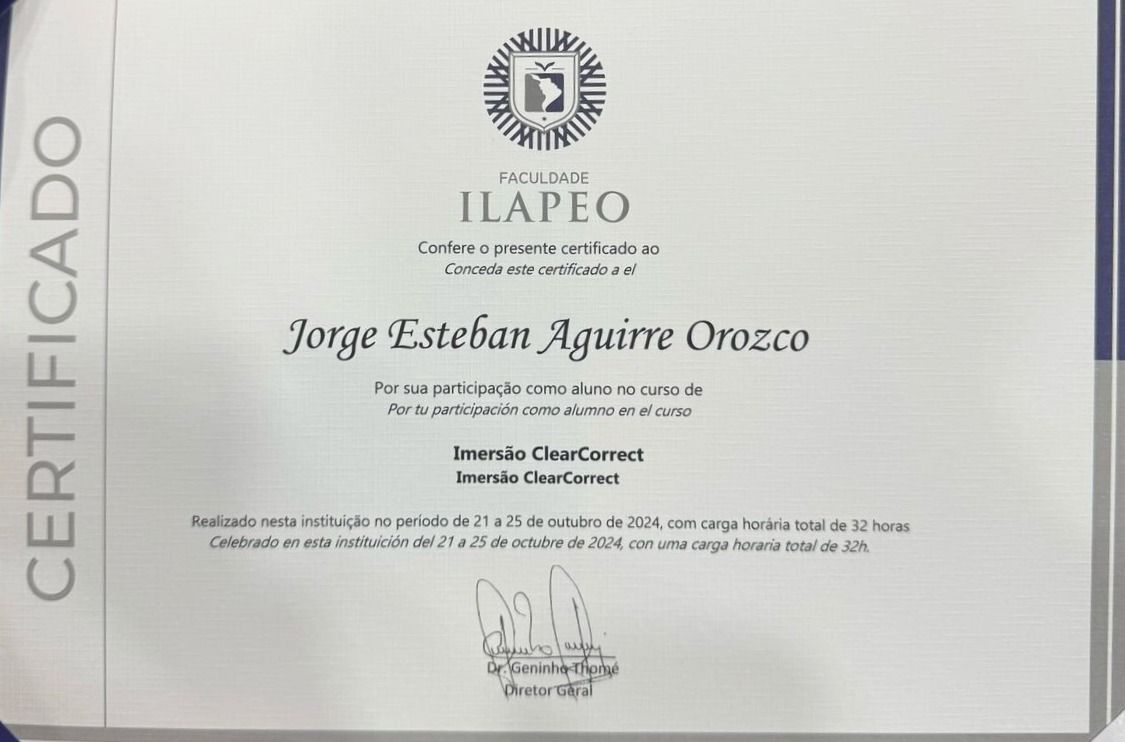 CERTIFICADO
FACULDADE
ILAPEO
Confere o presente certificado ao
Conceda este certificado a el
Jorge Esteban Aguirre Orozco
Por sua participação como aluno no curso de
Por tu participación como alumno en el curso
Imersão ClearCorrect
Imersão ClearCorrect
Realizado nesta instituição no período de 21 a 25 de outubro de 2024, com carga horária total de 32 horas
Celebrado en esta instituición del 21 a 25 de octubre de 2024, con uma carga horaria total de 32h.
Dr. Geninho Thomé
Diretor Geral